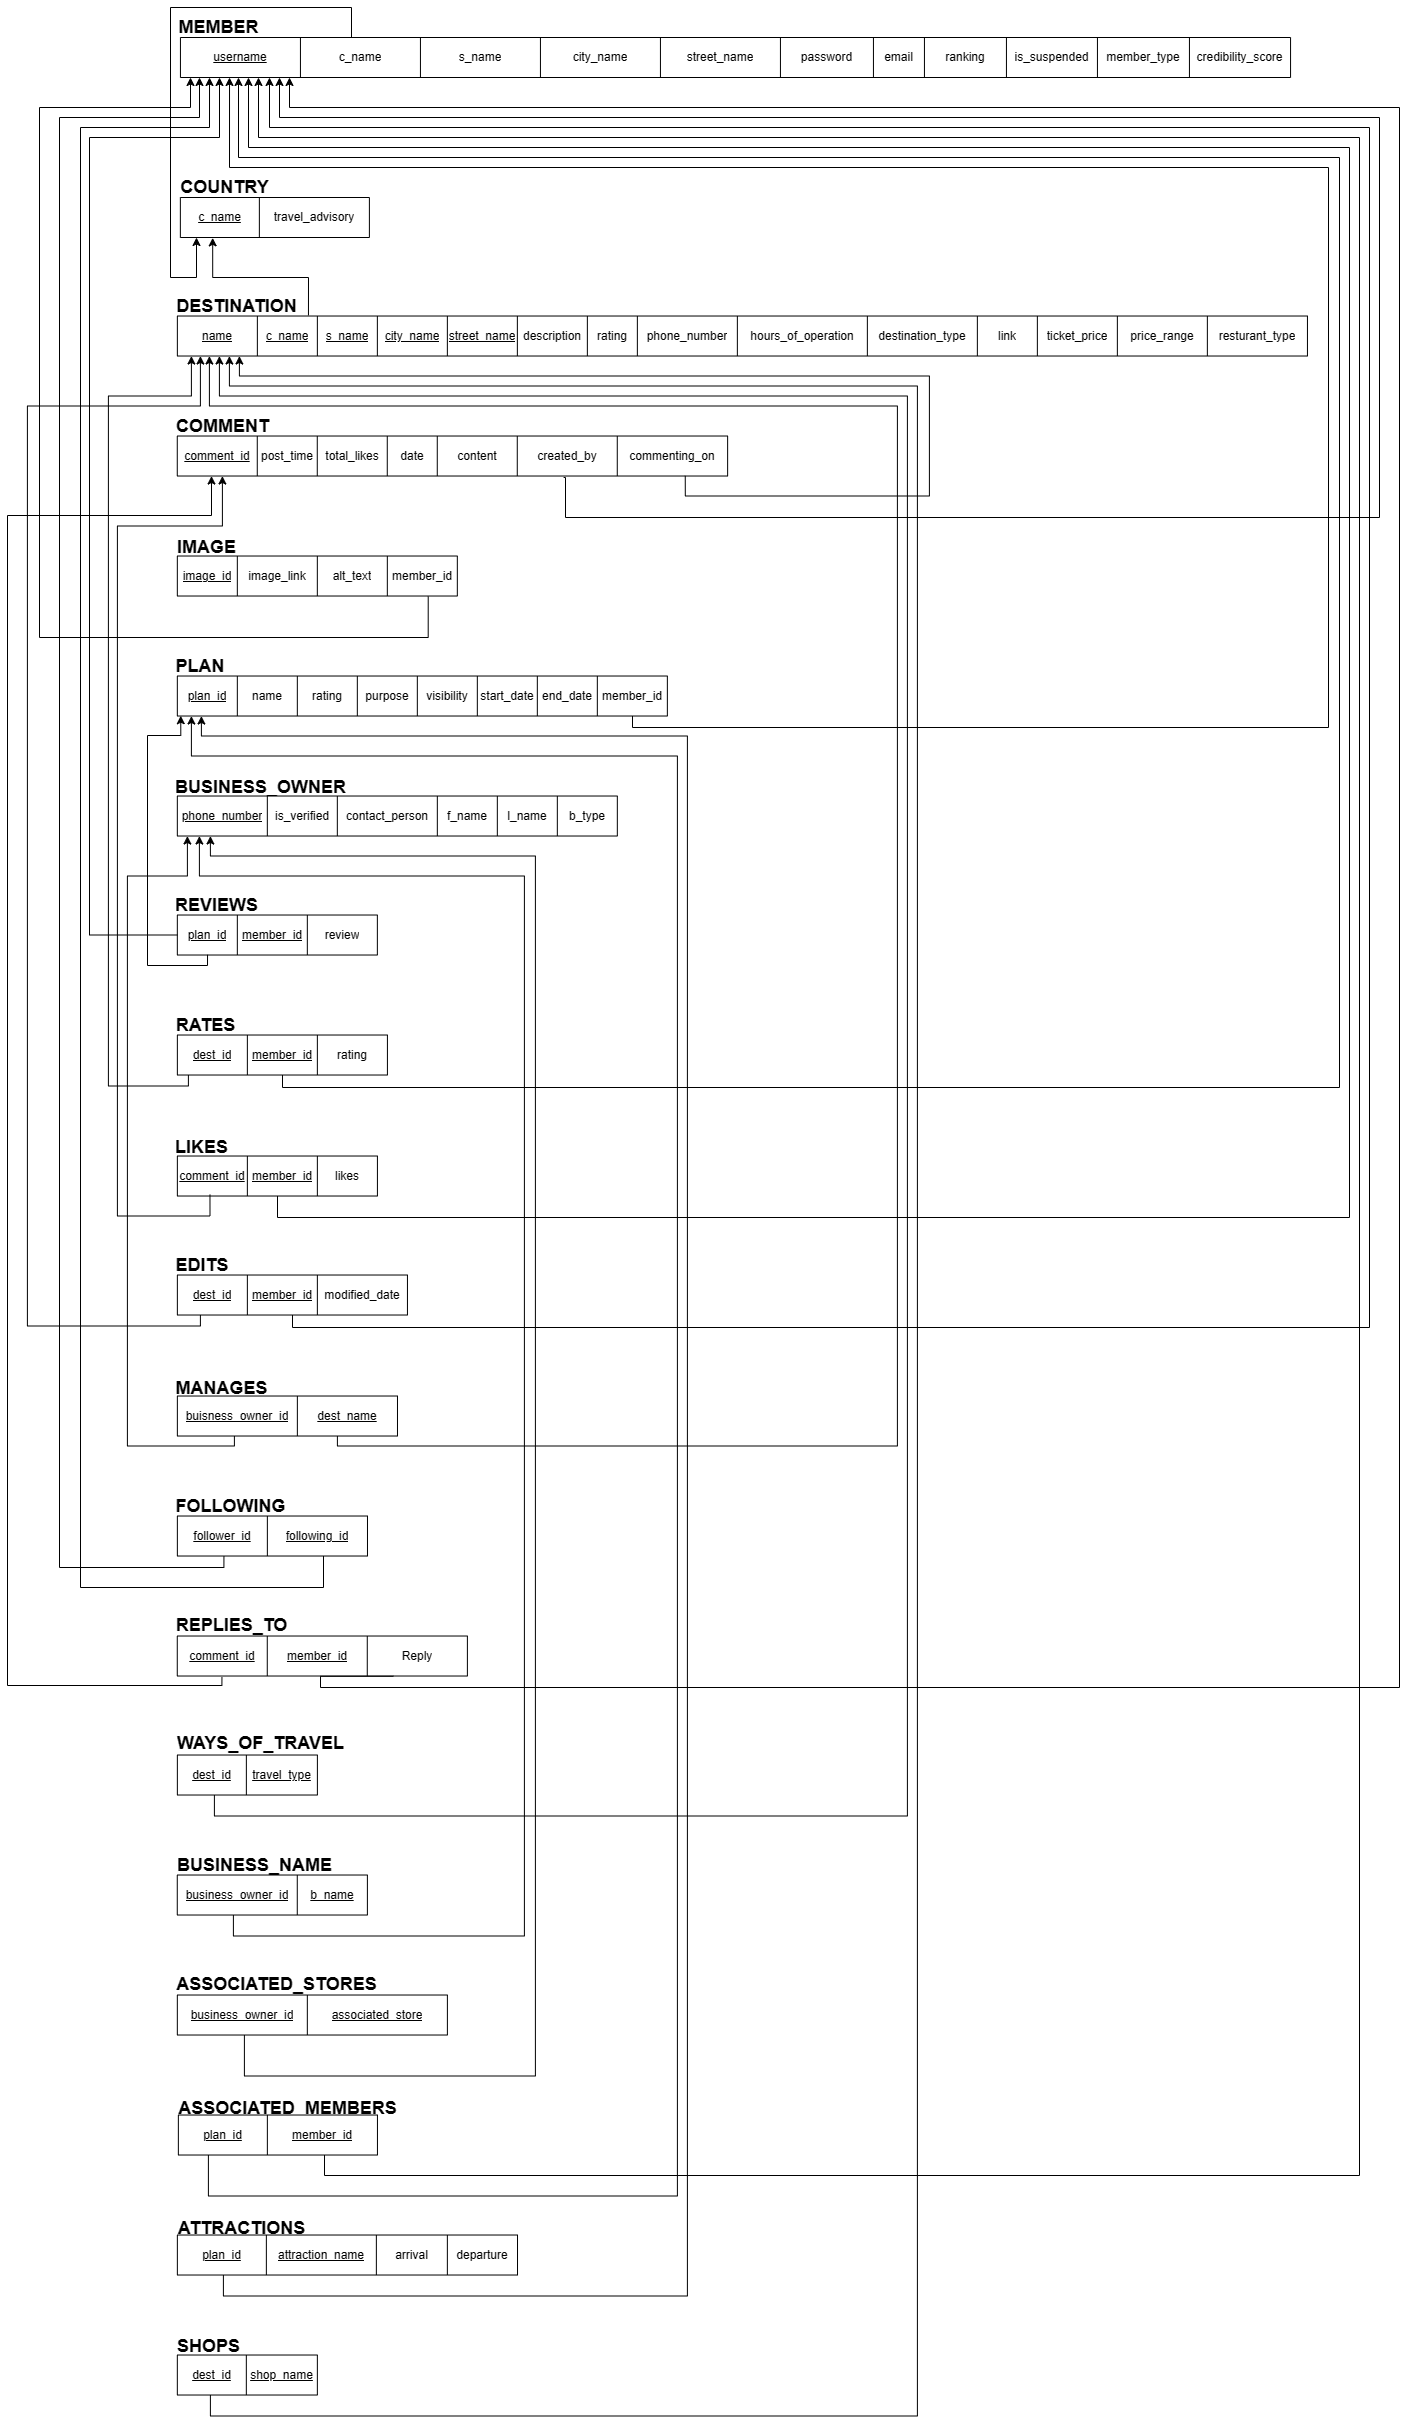 MEMBER
username c_name s_name city_name street_name password email ranking is_suspended member_type credibility_score
COUNTRY
c_name travel_advisory
DESTINATION
name c_name s_name city_name street_name description rating phone_number hours_of_operation destination_type link ticket_price price_range resturant_type
COMMENT
comment_id post_time total_likes date content created_by commenting_on
IMAGE
image_id image_link alt_text member_id
PLAN
plan_id name rating purpose visibility start_date end_date member_id
BUSINESS_OWNER
phone_number is_verified contact_person f_name l_name b_type
REVIEWS
plan_id member_id review
RATES
dest_id member_id rating
LIKES
comment_id member_id likes
EDITS
dest_id member_id modified_date
MANAGES
buisness_owner_id dest_name
FOLLOWING
follower_id following_id
REPLIES_TO
comment_id member_id Reply
WAYS_OF_TRAVEL
dest_id travel_type
BUSINESS_NAME
business_owner_id b_name
ASSOCIATED_STORES
business_owner_id associated_store
ASSOCIATED_MEMBERS
plan_id member_id
ATTRACTIONS
plan_id attraction_name arrival departure
SHOPS
dest_id shop_name